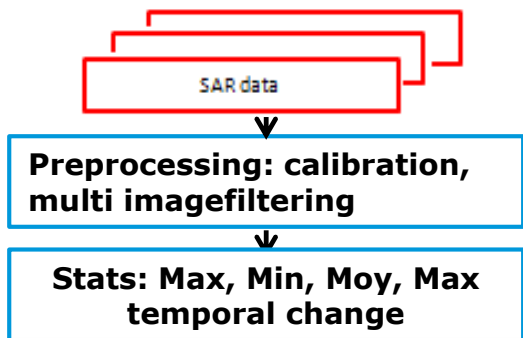 SAR data
Preprocessing: calibration,
multi imagefiltering
Stats: Max, Min, Moy, Max
temporal change